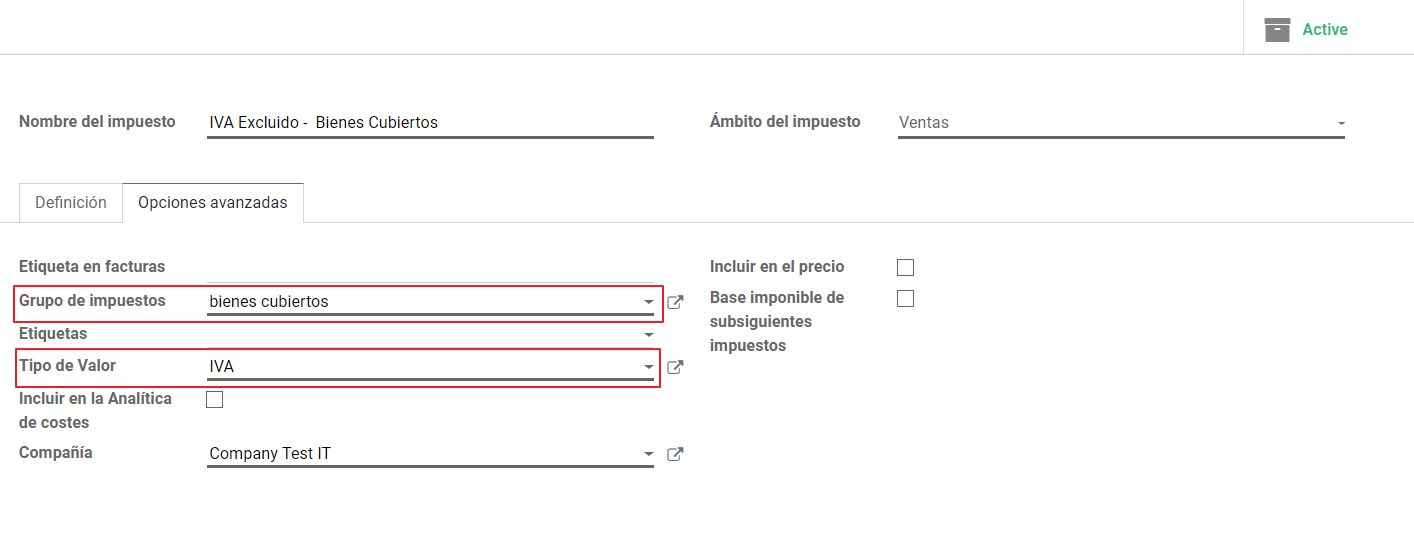 Active
Nombre del impuesto IVA Excluido - Bienes Cubiertos Ámbito del impuesto Ventas
Definición Opciones avanzadas
Etiqueta en facturas Incluir en el precio
Grupo de impuestos bienes cubiertos Base imponible de
subsiguientes
impuestos
Etiquetas
Tipo de Valor IVA
Incluir en la Analítica
de costes
Compañía Company Test IT